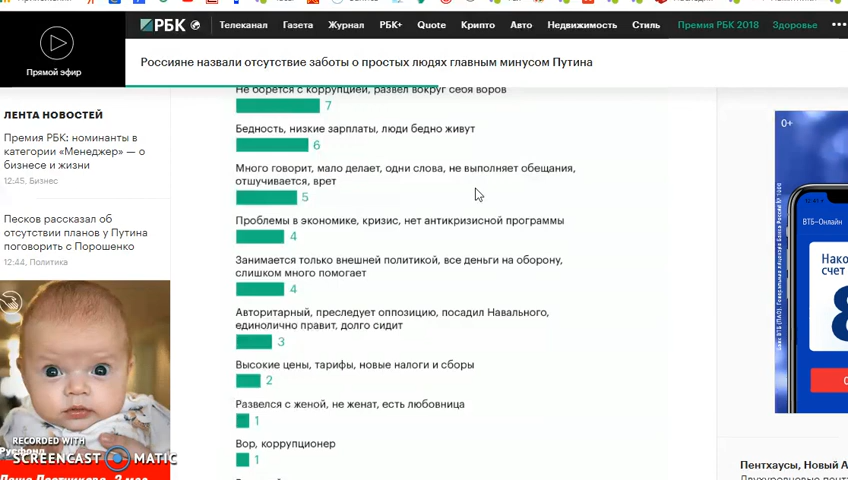 РБК
Телеканал
Газета
Журнал
РБК+
Quote
Крипто
Авто
Недвижимость
Стиль
Премия РБК 2018
Здоровье
Прямой эфир
Россияне назвали отсутствие заботы о простых людях главным минусом Путина
ЛЕНТА НОВОСТЕЙ
Премия РБК: номинанты в
категории «Менеджер» — о
бизнесе и жизни
12:45, Бизнес
Песков рассказал об
отсутствии планов у Путина
поговорить с Порошенко
12:44, Политика
RECORDED WITH
SCREENCAST MATIC
Не борется с коррупцией, развел вокруг себя воров
7
Бедность, низкие зарплаты, люди бедно живут
6
Много говорит, мало делает, одни слова, не выполняет обещания,
отшучивается, врет
5
Проблемы в экономике, кризис, нет антикризисной программы
4
Занимается только внешней политикой, все деньги на оборону,
слишком много помогает
4
Авторитарный, преследует оппозицию, посадил Навального,
единолично правит, долго сидит
3
Высокие цены, тарифы, новые налоги и сборы
2
Развелся с женой, не женат, есть любовница
1
Вор, коррупционер
1
0+
ВТБ-Онлайн
Нако
счет
8
Пентхаусы, Новый А